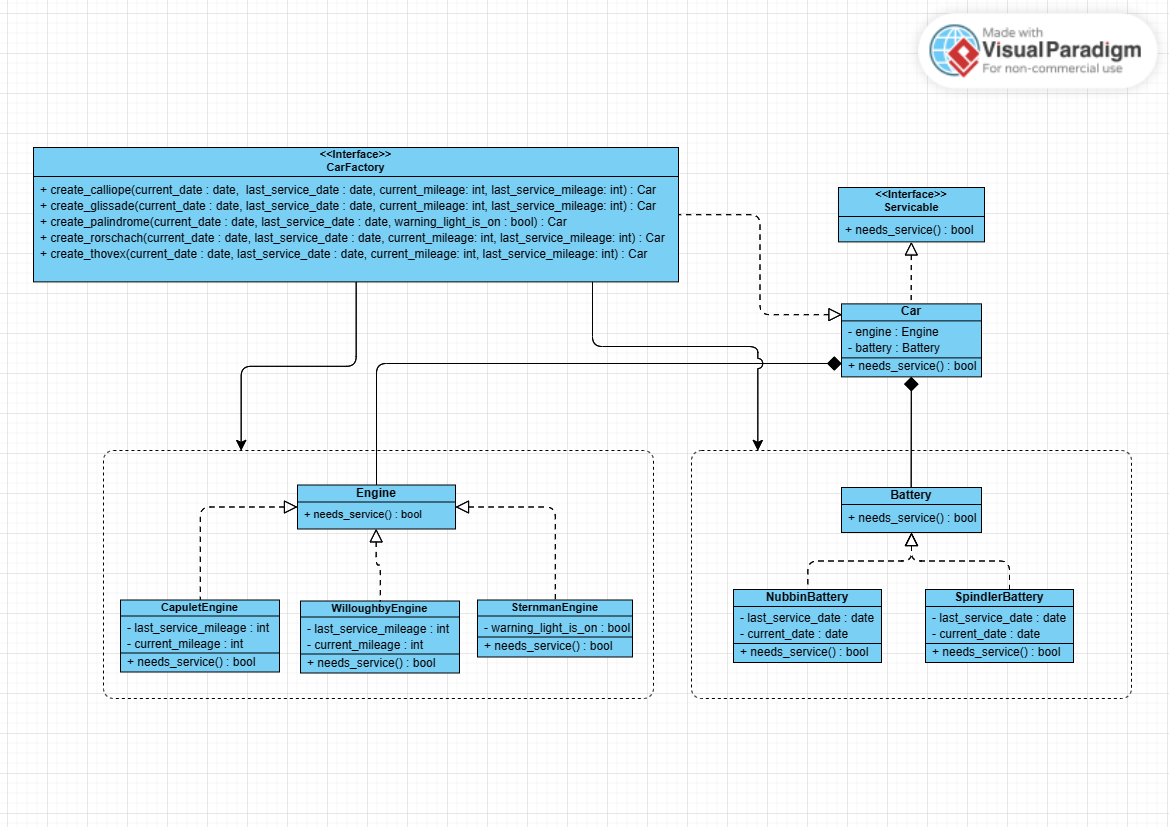 Made with
VisualParadigm
For non-commercial use
<<Interface>>
CarFactory
+ create_calliope(current_date : date, last_service_date : date, current_mileage: int, last_service_mileage: int) : Car
+ create_glissade(current_date : date, last_service_date : date, current_mileage: int, last_service_mileage: int) : Car
+ create_palindrome(current_date : date, last_service_date : date, warning_light_is_on : bool) : Car
+ create_rorschach(current_date : date, last_service_date : date, current_mileage: int, last_service_mileage: int) : Car
+ create_thovex(current_date : date, last_service_date : date, current_mileage: int, last_service_mileage: int) : Car
<<Interface>>
Servicable
+ needs_service() : bool
Car
- engine : Engine
- battery : Battery
+ needs_service() : bool
Engine
+ needs_service() : bool
Battery
+ needs_service() : bool
CapuletEngine
- last_service_mileage : int
- current_mileage : int
+ needs_service() : bool
WilloughbyEngine
- last_service_mileage : int
- current_mileage : int
+ needs_service() : bool
SternmanEngine
- warning_light_is_on : bool
+ needs_service() : bool
NubbinBattery
- last_service_date : date
- current_date : date
+ needs_service() : bool
SpindlerBattery
- last_service_date : date
- current_date : date
+ needs_service() : bool